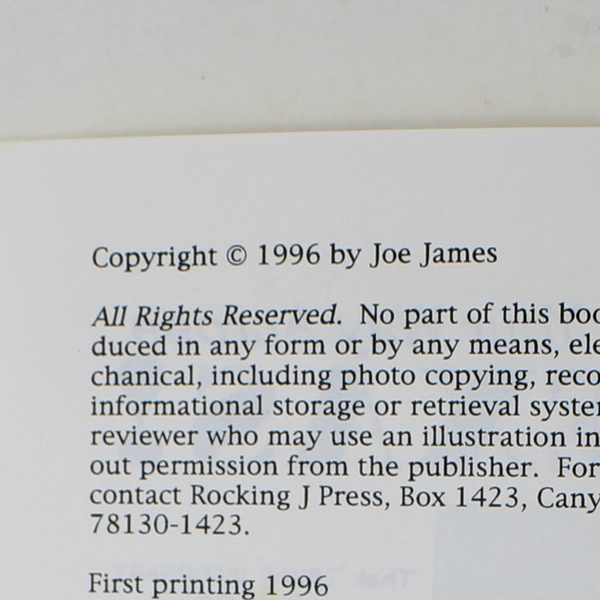 Copyright © 1996 by Joe James
All Rights Reserved. No part of this boo
duced in any form or by any means, ele
chanical, including photo copying, reco
informational storage or retrieval syste
reviewer who may use an illustration in
out permission from the publisher. For
contact Rocking J Press, Box 1423, Cany
78130-1423.
First printing 1996